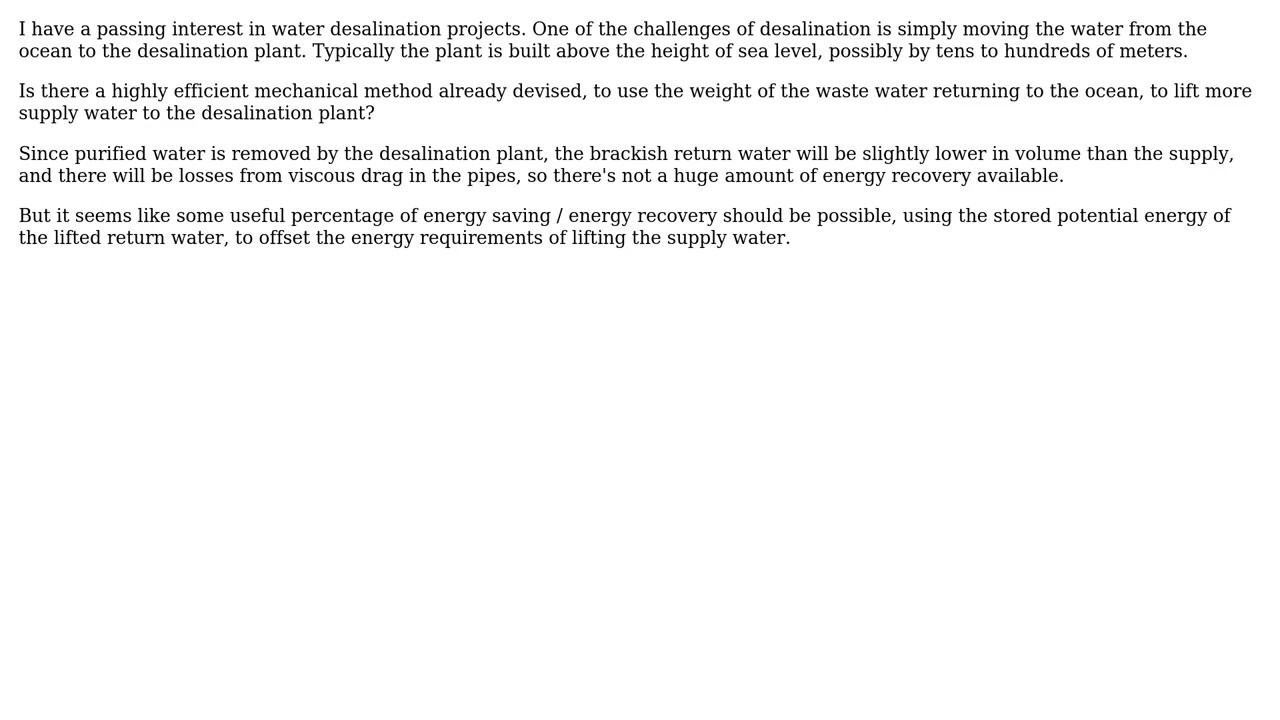 I have a passing interest in water desalination projects. One of the challenges of desalination is simply moving the water from the
ocean to the desalination plant. Typically the plant is built above the height of sea level, possibly by tens to hundreds of meters.
Is there a highly efficient mechanical method already devised, to use the weight of the waste water returning to the ocean, to lift more
supply water to the desalination plant?
Since purified water is removed by the desalination plant, the brackish return water will be slightly lower in volume than the supply,
and there will be losses from viscous drag in the pipes, so there's not a huge amount of energy recovery available.
But it seems like some useful percentage of energy saving / energy recovery should be possible, using the stored potential energy of
the lifted return water, to offset the energy requirements of lifting the supply water.